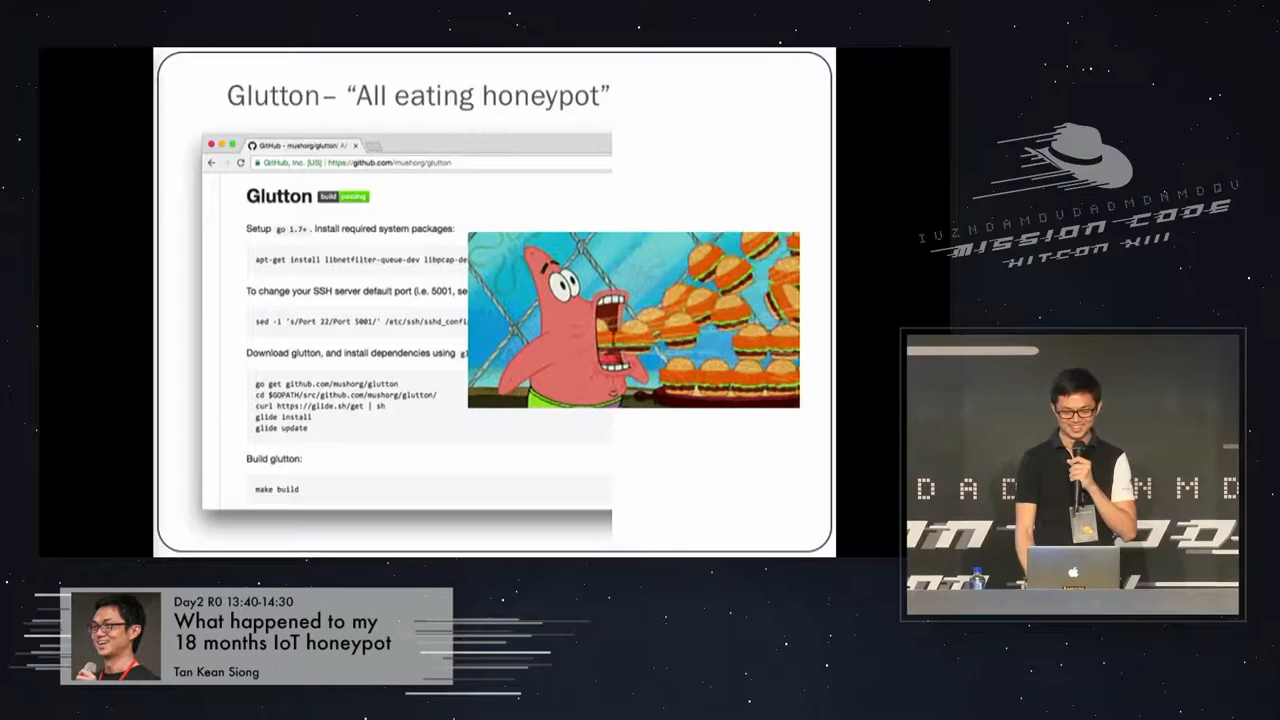 Glutton– “All eating honeypot”
GitHub - mushorg/glutton: Al
GitHub, Inc. [US] | https://github.com/mushorg/glutton
Glutton build passing
Setup go 1.7+. Install required system packages:
apt-get install libnetfilter-queue-dev libpcap-de
To change your SSH server default port (i.e. 5001, se
sed -i 's/Port 22/Port 5001/' /etc/ssh/sshd_confi
Download glutton, and install dependencies using gl
go get github.com/mushorg/glutton
cd $GOPATH/src/github.com/mushorg/glutton/
curl https://glide.sh/get | sh
glide install
glide update
Build glutton:
make build
MISSION CODE
HITCON XIII
Day2 R0 13:40-14:30
What happened to my
18 months IoT honeypot
Tan Kean Siong